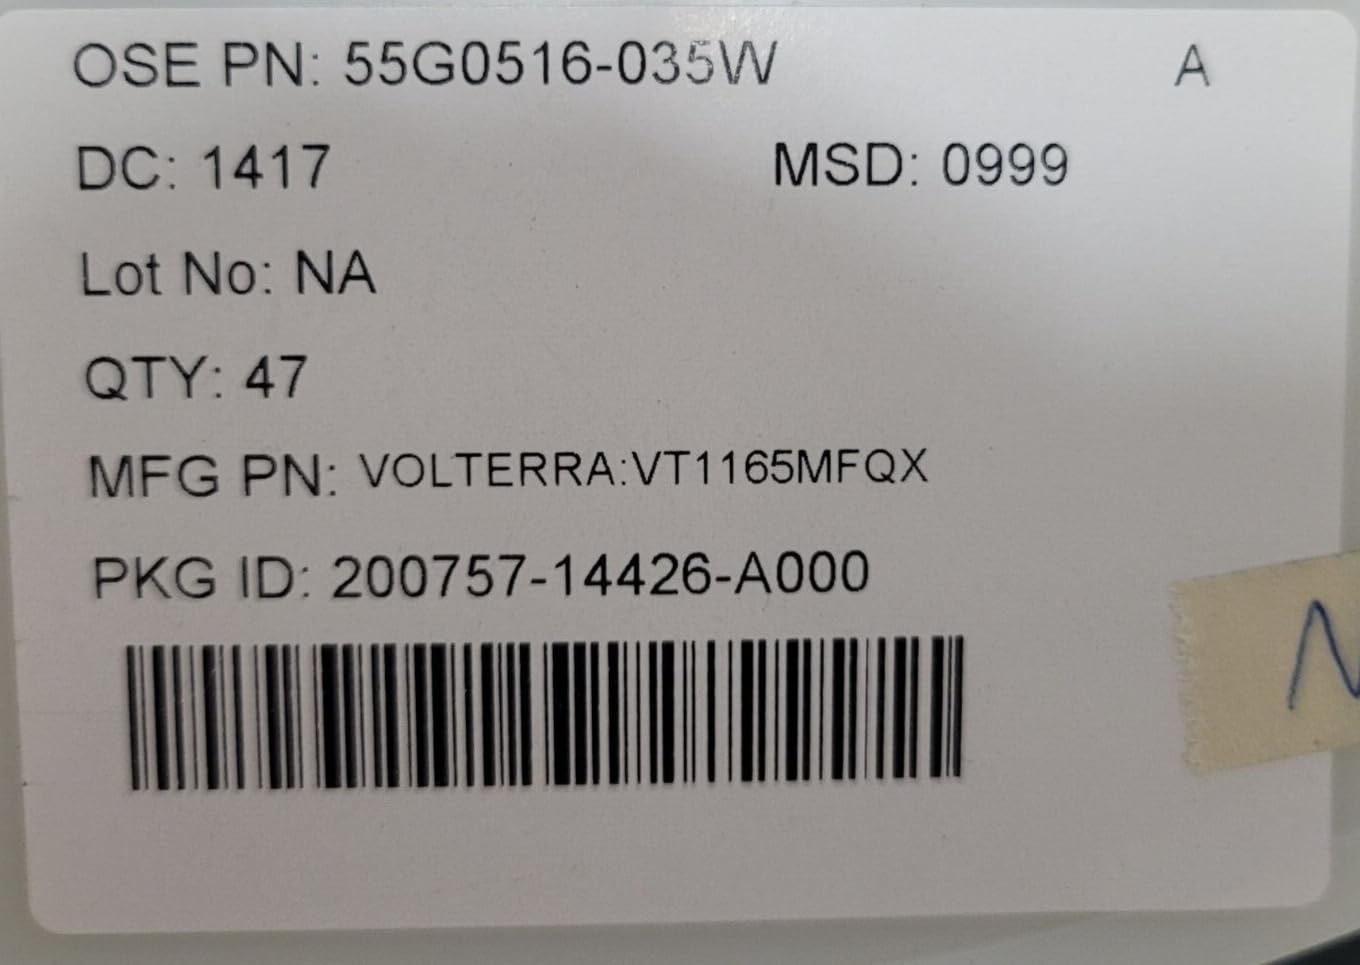 OSE PN: 55G0516-035W A
DC: 1417 MSD: 0999
Lot No: NA
QTY: 47
MFG PN: VOLTERRA:VT1165MFQX
PKG ID: 200757-14426-A000